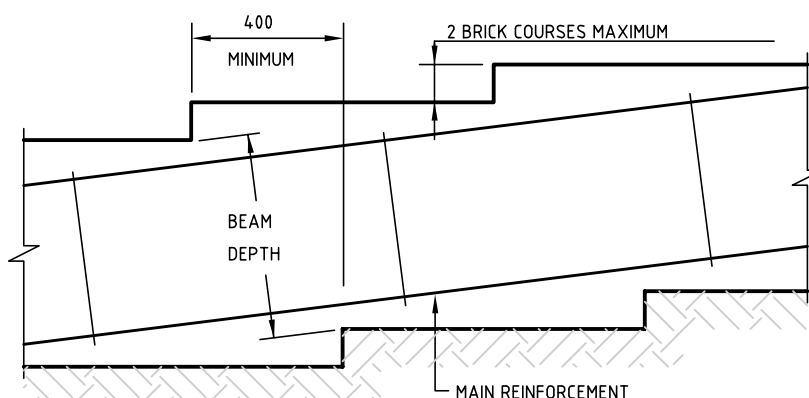 400
MINIMUM
2 BRICK COURSES MAXIMUM
BEAM
DEPTH
MAIN REINFORCEMENT